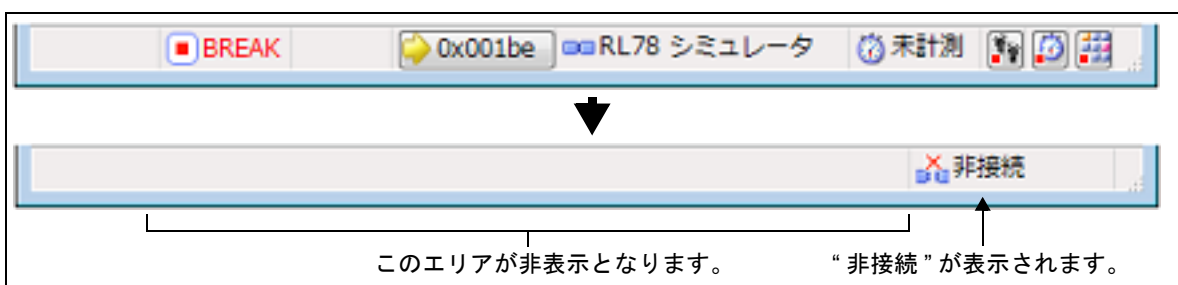 BREAK 0x001be RL78 シミュレータ 未計測
非接続
このエリアが非表示となります。 “ 非接続 ” が表示されます。